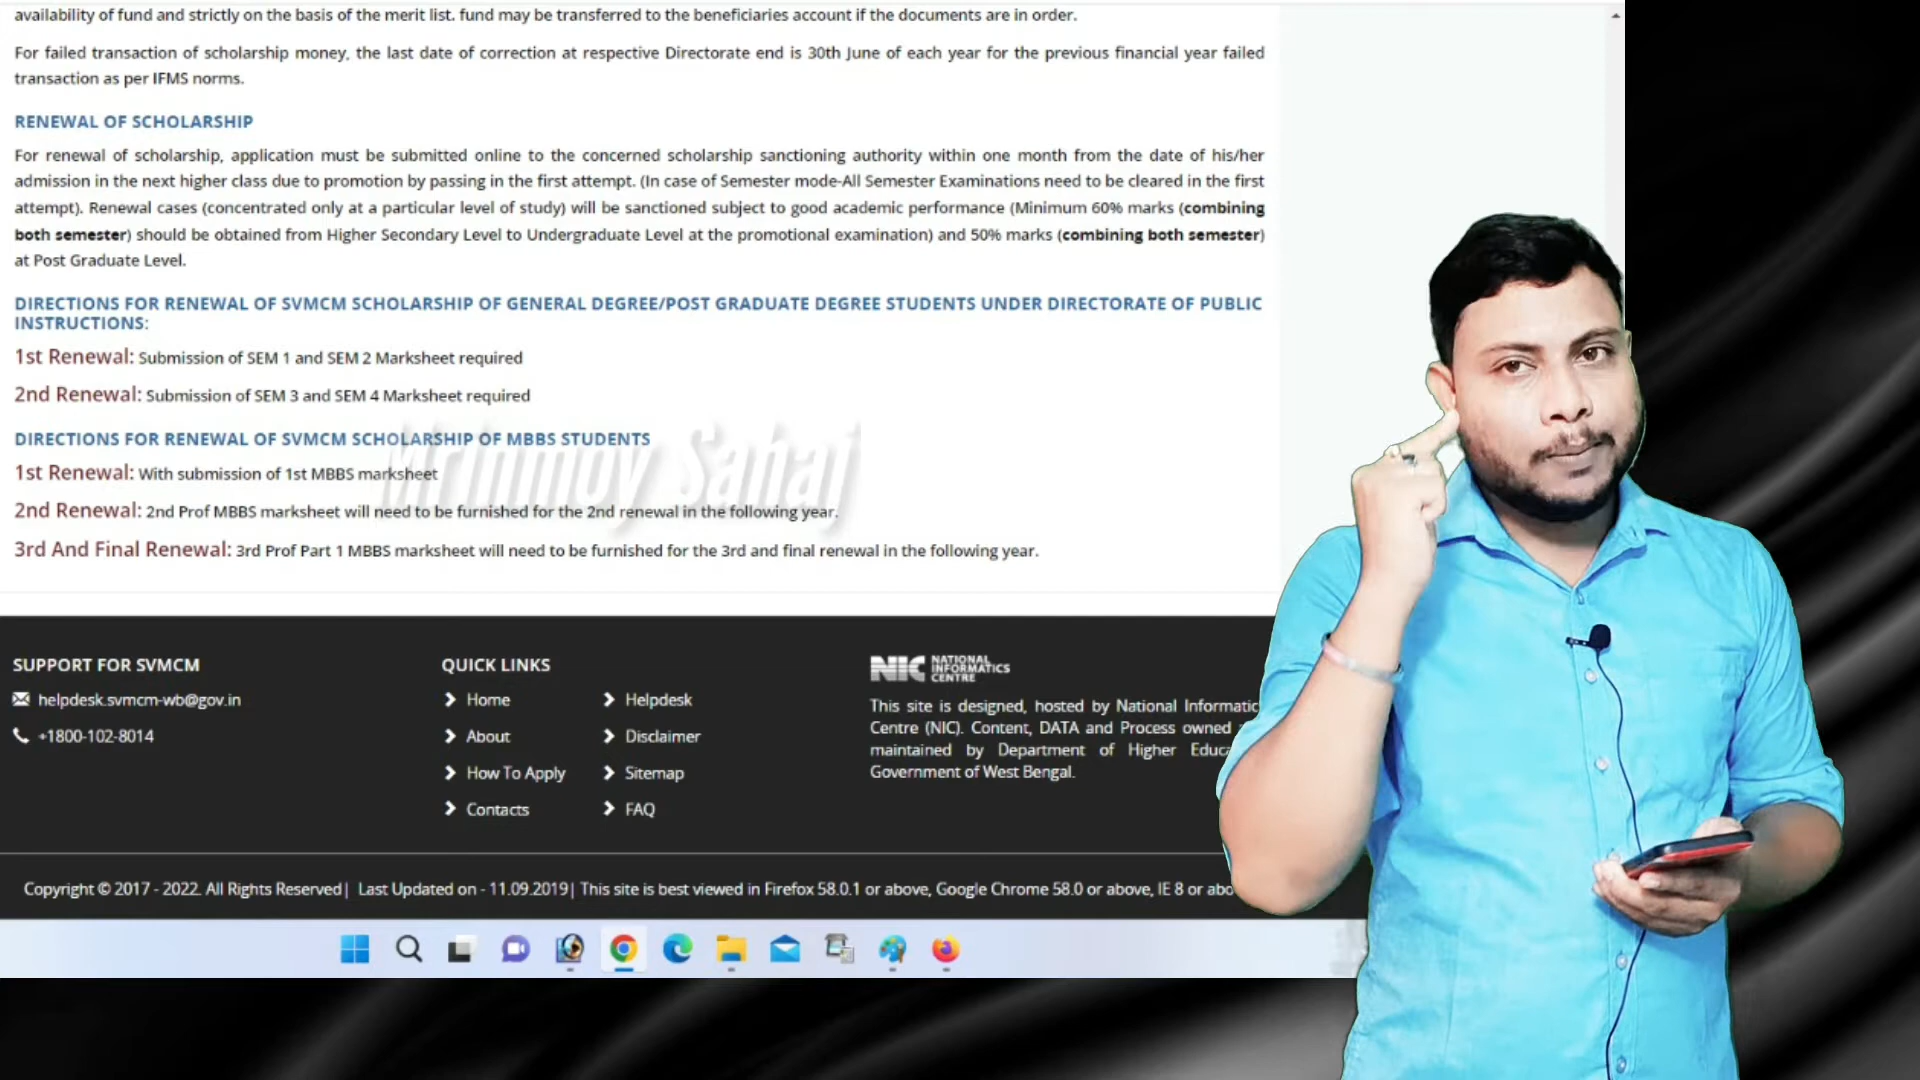 availability of fund and strictly on the basis of the merit list. fund may be transferred to the beneficiaries account if the documents are in order.
For failed transaction of scholarship money, the last date of correction at respective Directorate end is 30th June of each year for the previous financial year failed
transaction as per IFMS norms.
RENEWAL OF SCHOLARSHIP
For renewal of scholarship, application must be submitted online to the concerned scholarship sanctioning authority within one month from the date of his/her
admission in the next higher class due to promotion by passing in the first attempt. (In case of Semester mode-All Semester Examinations need to be cleared in the first
attempt). Renewal cases (concentrated only at a particular level of study) will be sanctioned subject to good academic performance (Minimum 60% marks (combining
both semester) should be obtained from Higher Secondary Level to Undergraduate Level at the promotional examination) and 50% marks (combining both semester)
at Post Graduate Level.
DIRECTIONS FOR RENEWAL OF SVMCM SCHOLARSHIP OF GENERAL DEGREE/POST GRADUATE DEGREE STUDENTS UNDER DIRECTORATE OF PUBLIC
INSTRUCTIONS:
1st Renewal: Submission of SEM 1 and SEM 2 Marksheet required
2nd Renewal: Submission of SEM 3 and SEM 4 Marksheet required
DIRECTIONS FOR RENEWAL OF SVMCM SCHOLARSHIP OF MBBS STUDENTS
Mrinmoy Sahaj
1st Renewal: With submission of 1st MBBS marksheet
2nd Renewal: 2nd Prof MBBS marksheet will need to be furnished for the 2nd renewal in the following year.
3rd And Final Renewal: 3rd Prof Part 1 MBBS marksheet will need to be furnished for the 3rd and final renewal in the following year.
SUPPORT FOR SVMCM
helpdesk.svmcm-wb@gov.in
+1800-102-8014
QUICK LINKS
Home
About
How To Apply
Contacts
Helpdesk
Disclaimer
Sitemap
FAQ
NIC NATIONAL
INFORMATICS
CENTRE
This site is designed, hosted by National Informatic
Centre (NIC). Content, DATA and Process owned
maintained by Department of Higher Educa
Government of West Bengal.
Copyright © 2017 - 2022. All Rights Reserved| Last Updated on - 11.09.2019| This site is best viewed in Firefox 58.0.1 or above, Google Chrome 58.0 or above, IE 8 or abo